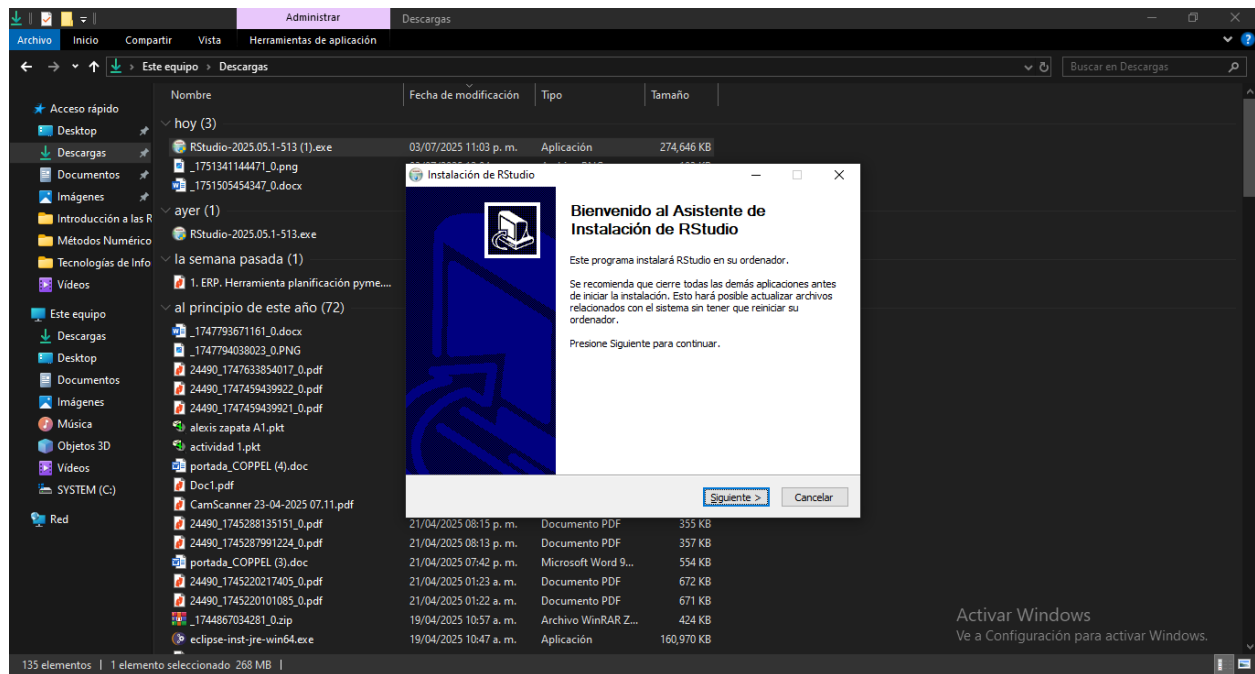 Administrar
Descargas
Archivo
Inicio
Compartir
Vista
Herramientas de aplicación
Este equipo
Descargas
Buscar en Descargas
Acceso rápido
Desktop
Descargas
Documentos
Imágenes
Introducción a las R
Métodos Numérico
Tecnologías de Info
Vídeos
Este equipo
Descargas
Desktop
Documentos
Imágenes
Música
Objetos 3D
Vídeos
SYSTEM (C:)
Red
Nombre Fecha de modificación Tipo Tamaño
hoy (3)
RStudio-2025.05.1-513 (1).exe 03/07/2025 11:03 p. m. Aplicación 274,646 KB
_1751341144471_0.png
_1751505454347_0.docx
ayer (1)
RStudio-2025.05.1-513.exe
la semana pasada (1)
1. ERP. Herramienta planificación pyme....
al principio de este año (72)
_1747793671161_0.docx
_1747794038023_0.PNG
24490_1747633854017_0.pdf
24490_1747459439922_0.pdf
24490_1747459439921_0.pdf
alexis zapata A1.pkt
actividad 1.pkt
portada_COPPEL (4).doc
Doc1.pdf
CamScanner 23-04-2025 07.11.pdf
24490_1745288135151_0.pdf 21/04/2025 08:15 p. m. Documento PDF 355 KB
24490_1745287991224_0.pdf 21/04/2025 08:13 p. m. Documento PDF 357 KB
portada_COPPEL (3).doc 21/04/2025 07:42 p. m. Microsoft Word 9... 554 KB
24490_1745220217405_0.pdf 21/04/2025 01:23 a. m. Documento PDF 672 KB
24490_1745220101085_0.pdf 21/04/2025 01:22 a. m. Documento PDF 671 KB
_1744867034281_0.zip 19/04/2025 10:57 a. m. Archivo WinRAR Z... 424 KB
eclipse-inst-jre-win64.exe 19/04/2025 10:47 a. m. Aplicación 160,970 KB
Instalación de RStudio
Bienvenido al Asistente de
Instalación de RStudio
Este programa instalará RStudio en su ordenador.
Se recomienda que cierre todas las demás aplicaciones antes
de iniciar la instalación. Esto hará posible actualizar archivos
relacionados con el sistema sin tener que reiniciar su
ordenador.
Presione Siguiente para continuar.
Siguiente >
Cancelar
Activar Windows
Ve a Configuración para activar Windows.
135 elementos
1 elemento seleccionado 268 MB